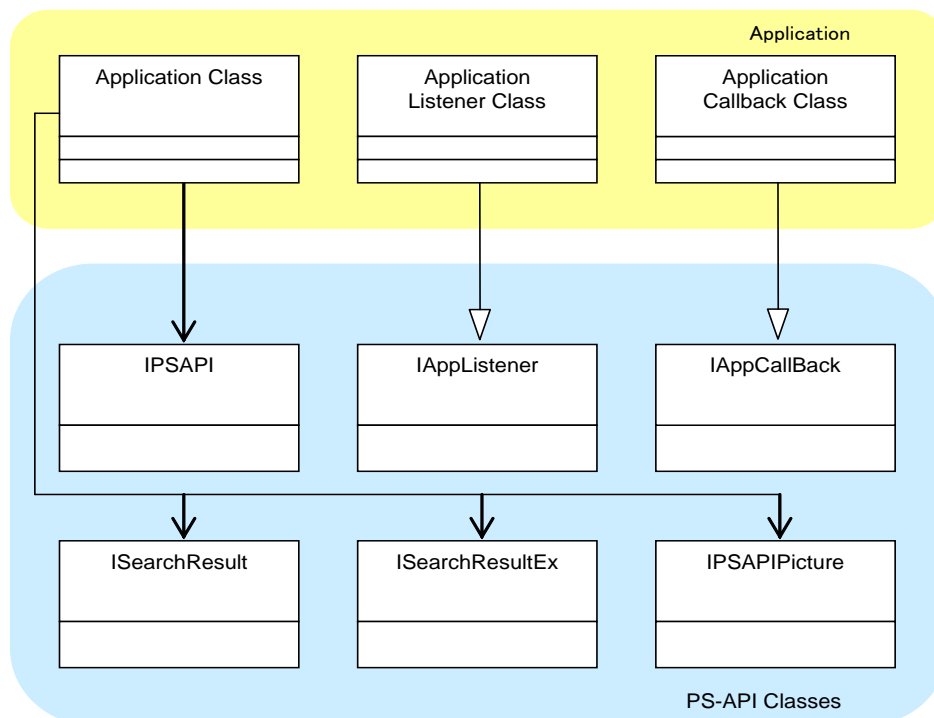 Application
Application Class
Application
Listener Class
Application
Callback Class
IPSAPI
IAppListener
IAppCallBack
ISearchResult
ISearchResultEx
IPSAPIPicture
PS-API Classes